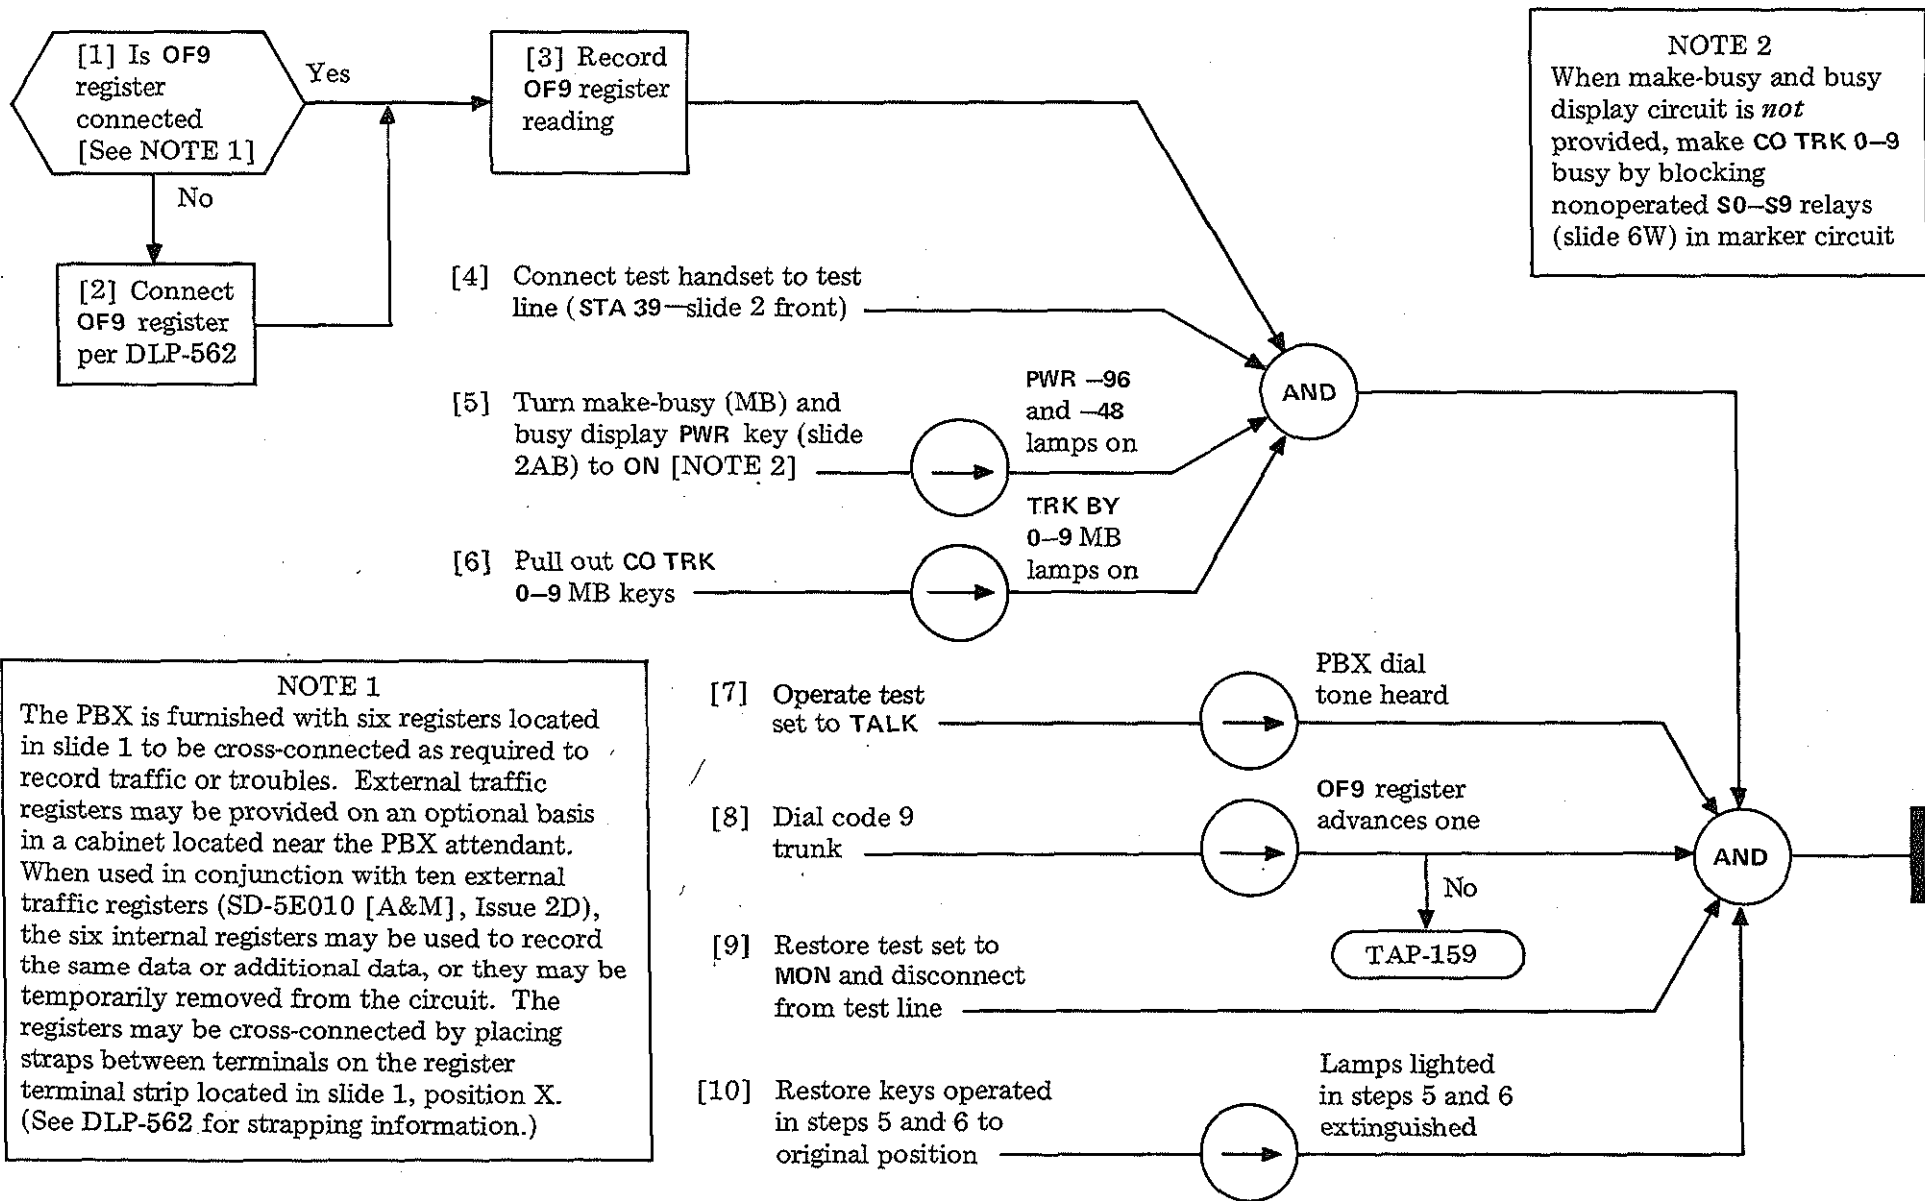 [1] Is OF9
register
connected
[See NOTE 1]
Yes
No
[2] Connect
OF9 register
per DLP-562
[3] Record
OF9 register
reading
NOTE 2
When make-busy and busy
display circuit is not
provided, make CO TRK 0–9
busy by blocking
nonoperated S0–S9 relays
(slide 6W) in marker circuit
[4] Connect test handset to test
line (STA 39—slide 2 front)
[5] Turn make-busy (MB) and
busy display PWR key (slide
2AB) to ON [NOTE 2]
PWR –96
and –48
lamps on
[6] Pull out CO TRK
0–9 MB keys
TRK BY
0–9 MB
lamps on
AND
NOTE 1
The PBX is furnished with six registers located
in slide 1 to be cross-connected as required to
record traffic or troubles. External traffic
registers may be provided on an optional basis
in a cabinet located near the PBX attendant.
When used in conjunction with ten external
traffic registers (SD-5E010 [A&M], Issue 2D),
the six internal registers may be used to record
the same data or additional data, or they may be
temporarily removed from the circuit. The
registers may be cross-connected by placing
straps between terminals on the register
terminal strip located in slide 1, position X.
(See DLP-562 for strapping information.)
[7] Operate test
set to TALK
PBX dial
tone heard
[8] Dial code 9
trunk
OF9 register
advances one
No
TAP-159
[9] Restore test set to
MON and disconnect
from test line
[10] Restore keys operated
in steps 5 and 6 to
original position
Lamps lighted
in steps 5 and 6
extinguished
AND